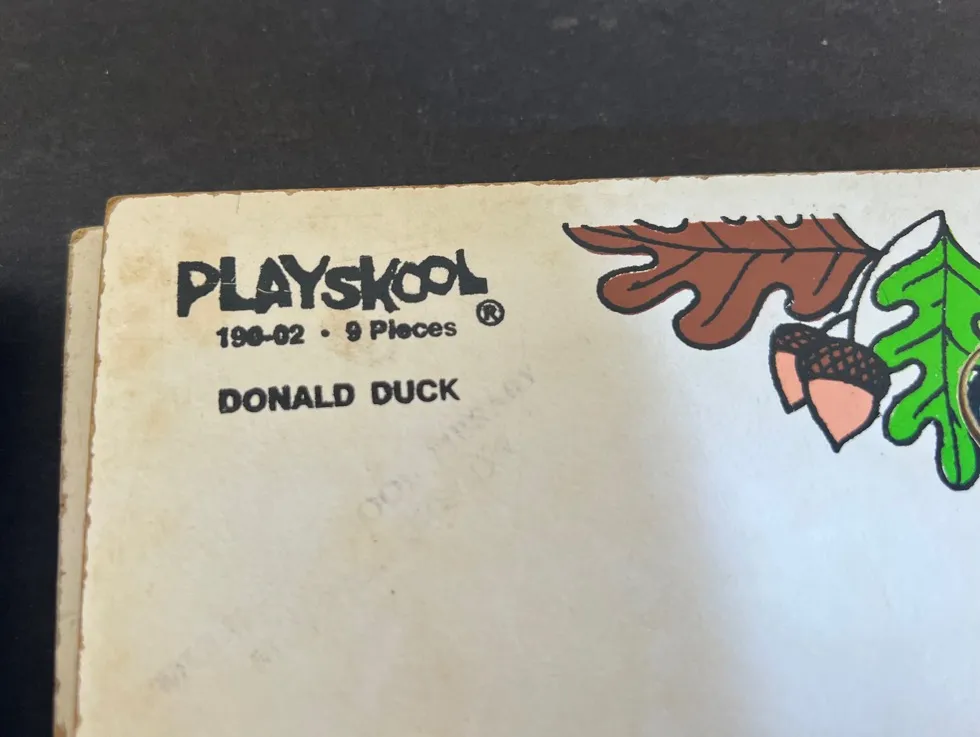 PLAYSKOOL®
190-02 • 9 Pieces
DONALD DUCK